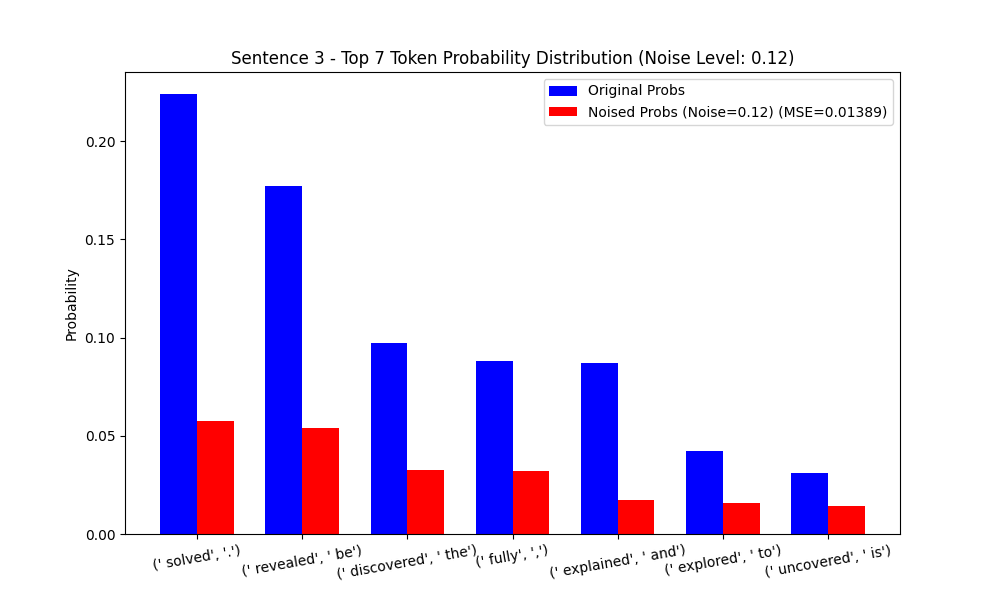 Sentence 3 - Top 7 Token Probability Distribution (Noise Level: 0.12)
Original Probs
Noised Probs (Noise=0.12) (MSE=0.01389)
Probability
0.20
0.15
0.10
0.05
0.00
(' solved', '.')
(' revealed', ' be')
(' discovered', ' the')
(' fully', ',')
(' explained', ' and')
(' explored', ' to')
(' uncovered', ' is')